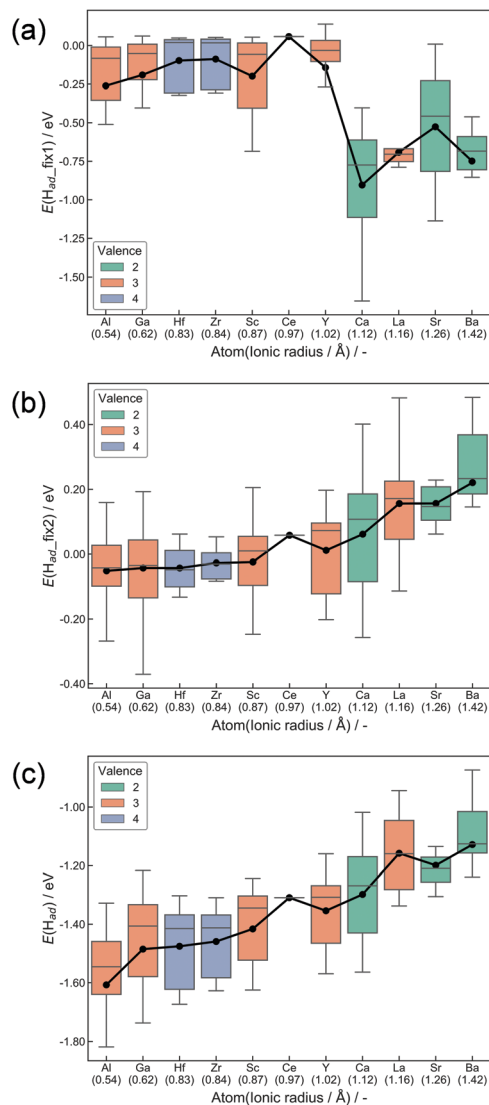 (a)
E(Had_fix1) / eV
0.00
-0.25
-0.50
-0.75
-1.00
-1.25
-1.50
Valence
2
3
4
Al Ga Hf Zr Sc Ce Y Ca La Sr Ba
(0.54) (0.62) (0.83) (0.84) (0.87) (0.97) (1.02) (1.12) (1.16) (1.26) (1.42)
Atom(Ionic radius / Å) / -
(b)
E(Had_fix2) / eV
0.40
0.20
0.00
-0.20
-0.40
Valence
2
3
4
Al Ga Hf Zr Sc Ce Y Ca La Sr Ba
(0.54) (0.62) (0.83) (0.84) (0.87) (0.97) (1.02) (1.12) (1.16) (1.26) (1.42)
Atom(Ionic radius / Å) / -
(c)
E(Had) / eV
-1.00
-1.20
-1.40
-1.60
-1.80
Valence
2
3
4
Al Ga Hf Zr Sc Ce Y Ca La Sr Ba
(0.54) (0.62) (0.83) (0.84) (0.87) (0.97) (1.02) (1.12) (1.16) (1.26) (1.42)
Atom(Ionic radius / Å) / -